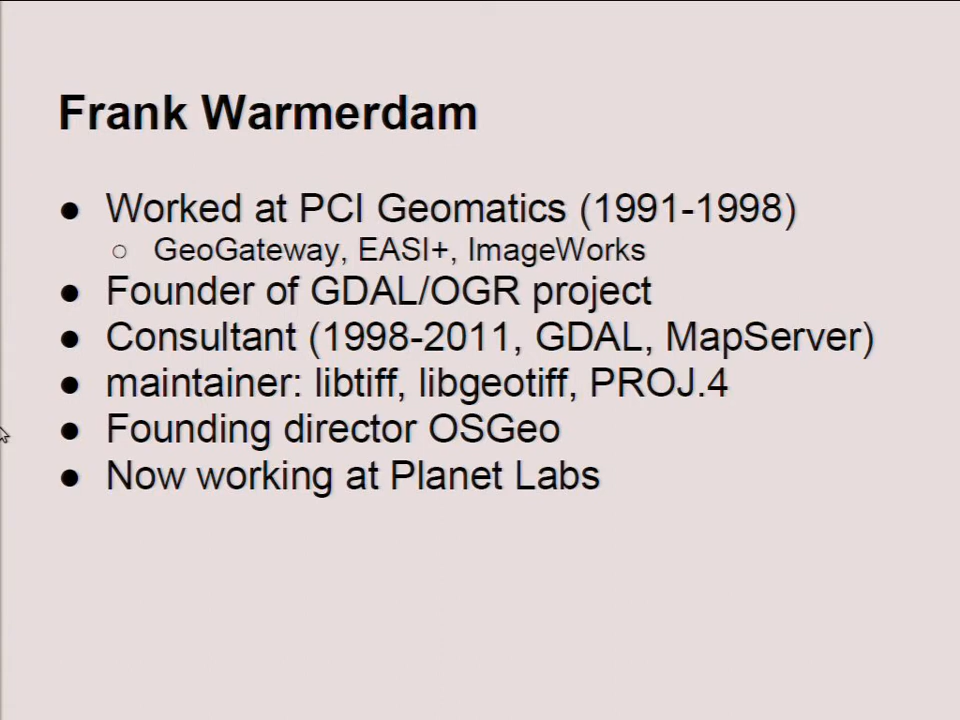 Frank Warmerdam
● Worked at PCI Geomatics (1991-1998)
○ GeoGateway, EASI+, ImageWorks
● Founder of GDAL/OGR project
● Consultant (1998-2011, GDAL, MapServer)
● maintainer: libtiff, libgeotiff, PROJ.4
● Founding director OSGeo
● Now working at Planet Labs